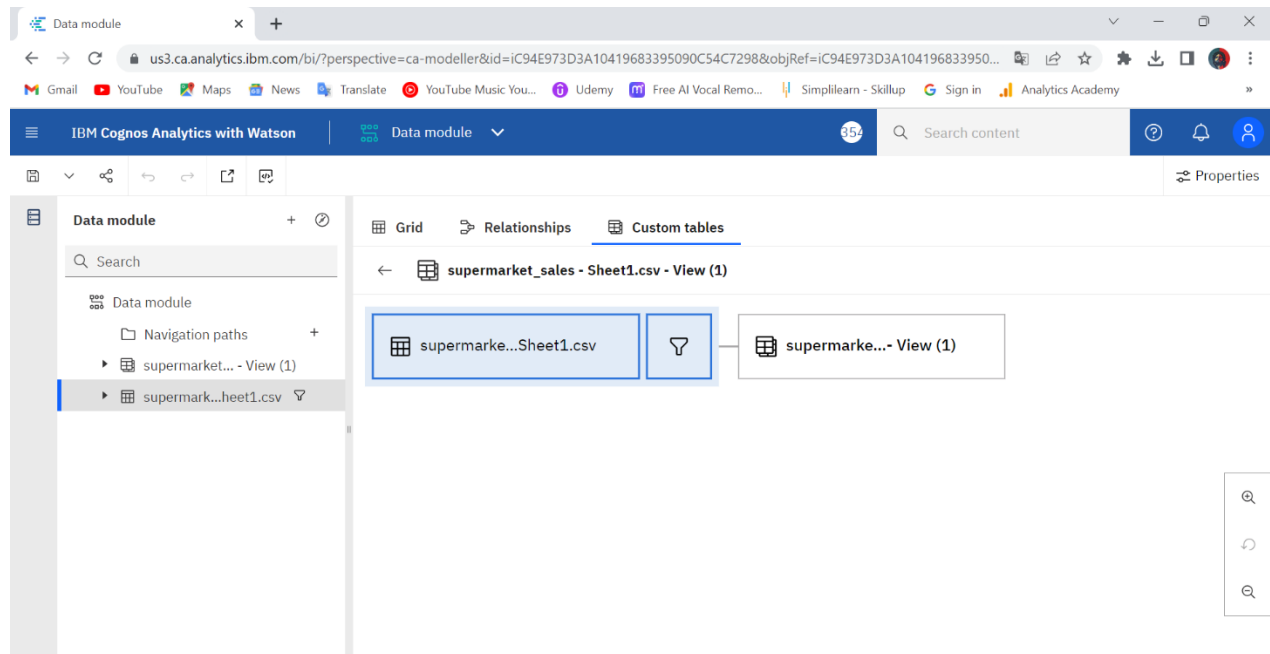 Data module
us3.ca.analytics.ibm.com/bi/?perspective=ca-modeller&id=iC94E973D3A10419683395090C54C7298&objRef=iC94E973D3A104196833950...
Gmail YouTube Maps News Translate YouTube Music You... Udemy Free AI Vocal Remo... Simplilearn - Skillup Sign in Analytics Academy »
IBM Cognos Analytics with Watson Data module 354 Search content
Properties
Data module
Grid Relationships Custom tables
Search
supermarket_sales - Sheet1.csv - View (1)
Data module
Navigation paths
supermarket... - View (1)
supermark...heet1.csv
supermarke...Sheet1.csv
supermarke...- View (1)